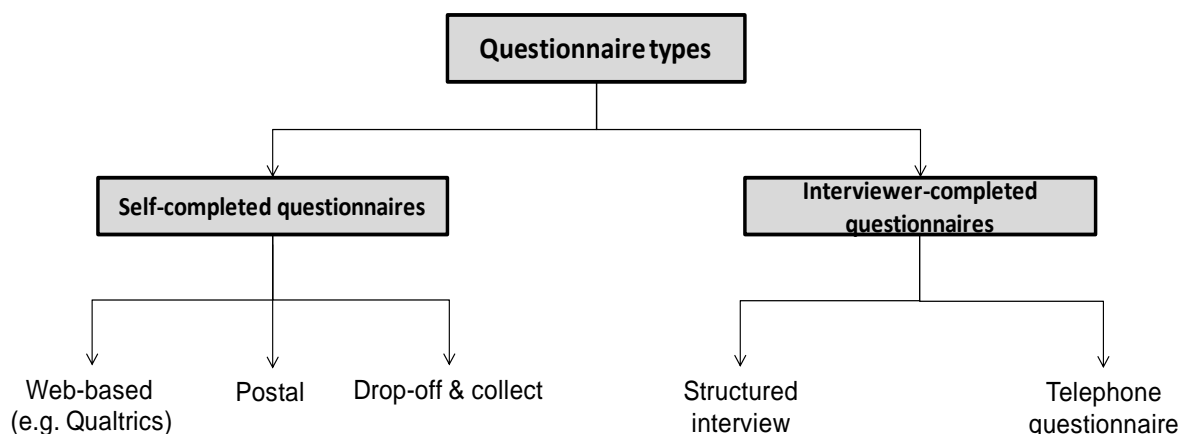 Questionnaire types
Self-completed questionnaires
Interviewer-completed
questionnaires
Web-based
(e.g. Qualtrics)
Postal
Drop-off & collect
Structured
interview
Telephone
questionnaire